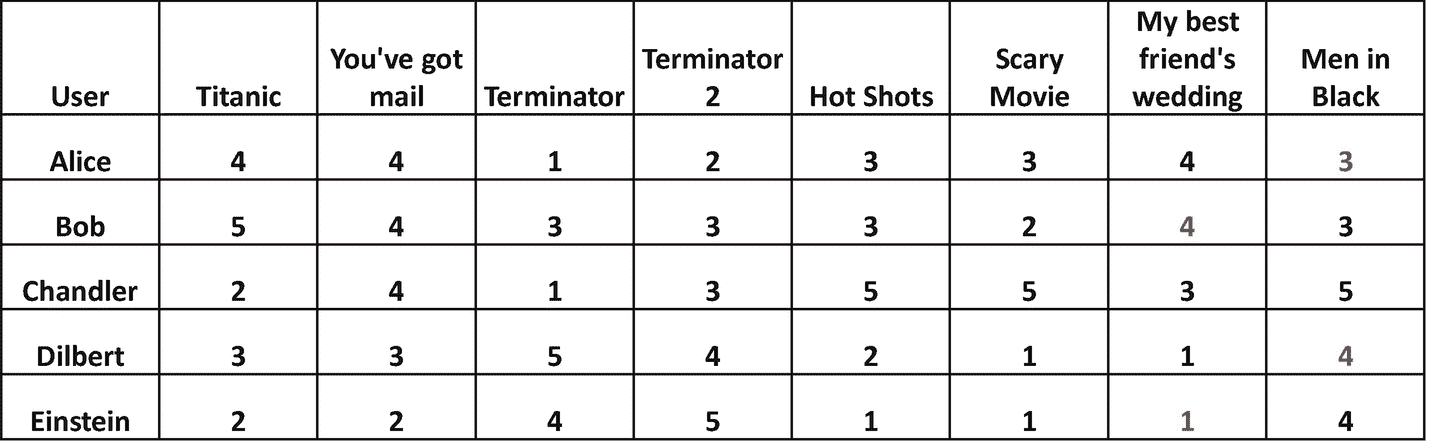 User Titanic You've got mail Terminator Terminator 2 Hot Shots Scary Movie My best friend's wedding Men in Black
Alice 4 4 1 2 3 3 4 3
Bob 5 4 3 3 3 2 4 3
Chandler 2 4 1 3 5 5 3 5
Dilbert 3 3 5 4 2 1 1 4
Einstein 2 2 4 5 1 1 1 4